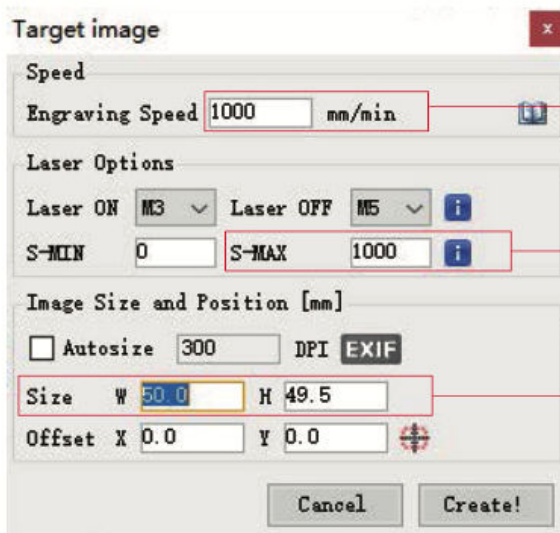 Target image x
Speed
Engraving Speed 1000 mm/min
Laser Options
Laser ON M3 Laser OFF M5 i
S-MIN 0 S-MAX 1000 i
Image Size and Position [mm]
Autosize 300 DPI EXIF
Size W 50.0 H 49.5
Offset X 0.0 Y 0.0
Cancel Create!